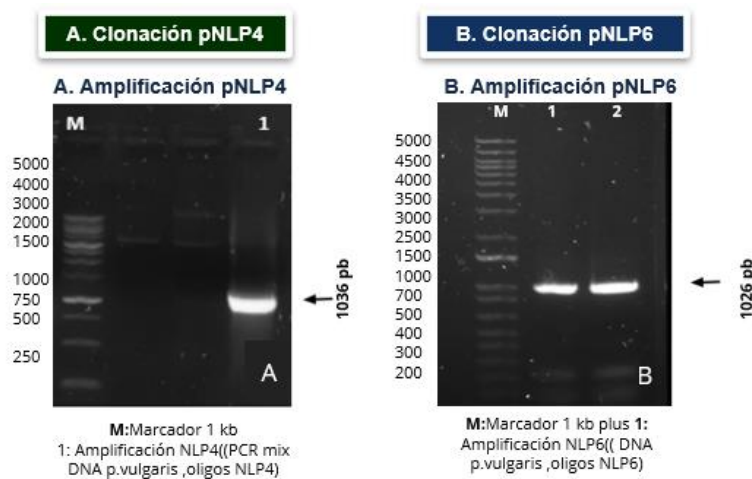 A. Clonación pNLP4
A. Amplificación pNLP4
M
1
5000
4000
3000
2000
1500
1000
750
500
250
1036 pb
A
M:Marcador 1 kb
1: Amplificación NLP4((PCR mix
DNA p.vulgaris ,oligos NLP4)
B. Clonación pNLP6
B. Amplificación pNLP6
M
1
2
5000
4500
4000
3500
3000
2500
1500
1000
700
500
400
300
200
1026 pb
B
M:Marcador 1 kb plus 1:
Amplificación NLP6(( DNA
p.vulgaris ,oligos NLP6)